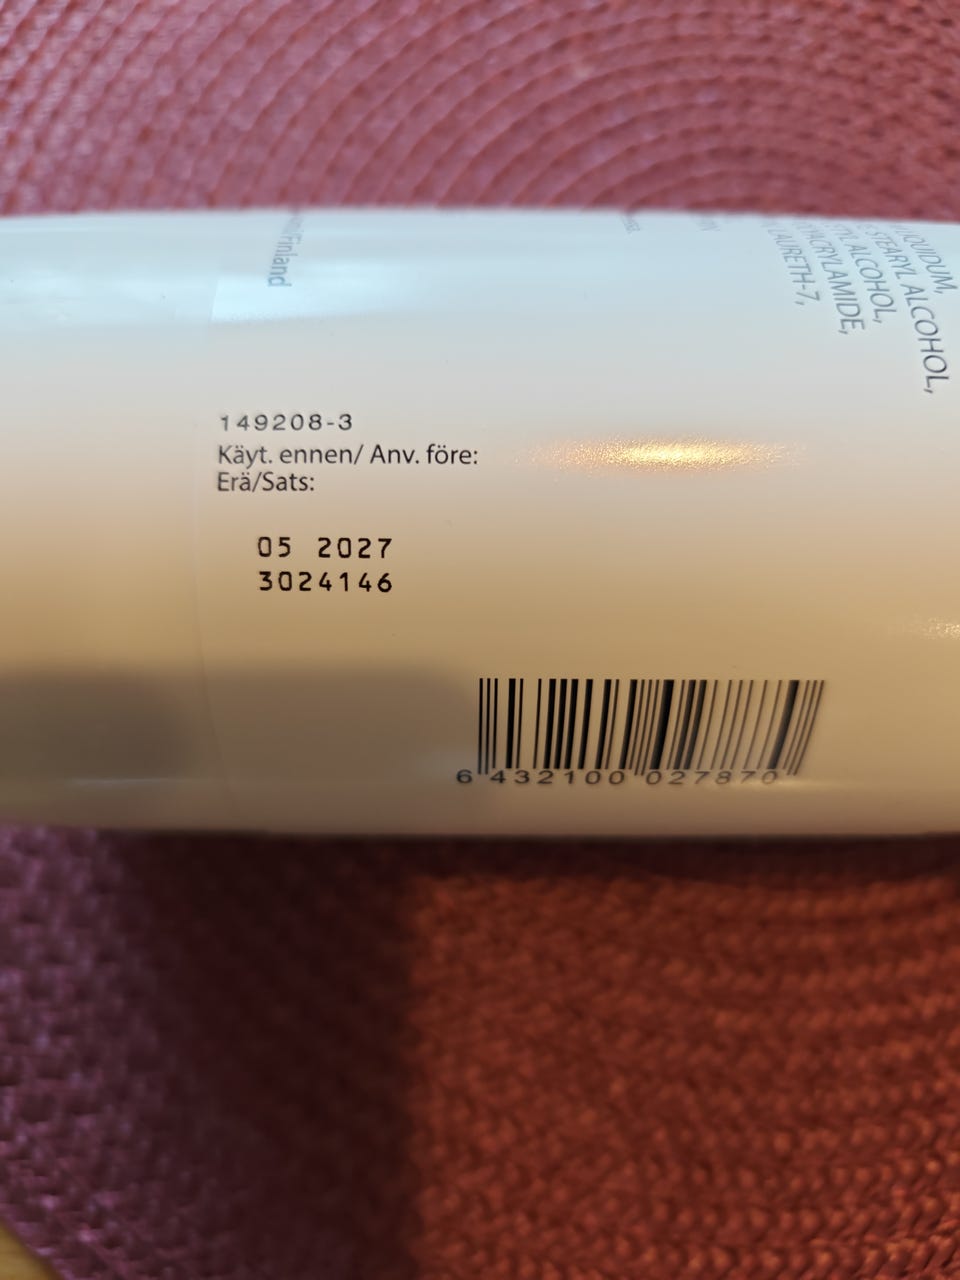 Finland
LIQUIDUM,
STEARYL ALCOHOL,
ALCOHOL,
LAURETH-7,
149208-3
Käyt. ennen/ Anv. före:
Erä/Sats:
05 2027
3024146
6 432100 027870